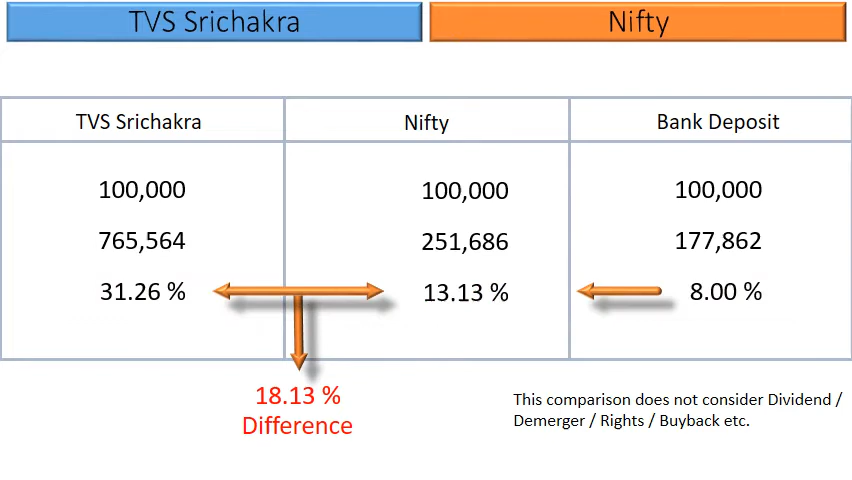 TVS Srichakra
Nifty
TVS Srichakra Nifty Bank Deposit
100,000 100,000 100,000
765,564 251,686 177,862
31.26 % 13.13 % 8.00 %
18.13 %
Difference
This comparison does not consider Dividend /
Demerger / Rights / Buyback etc.